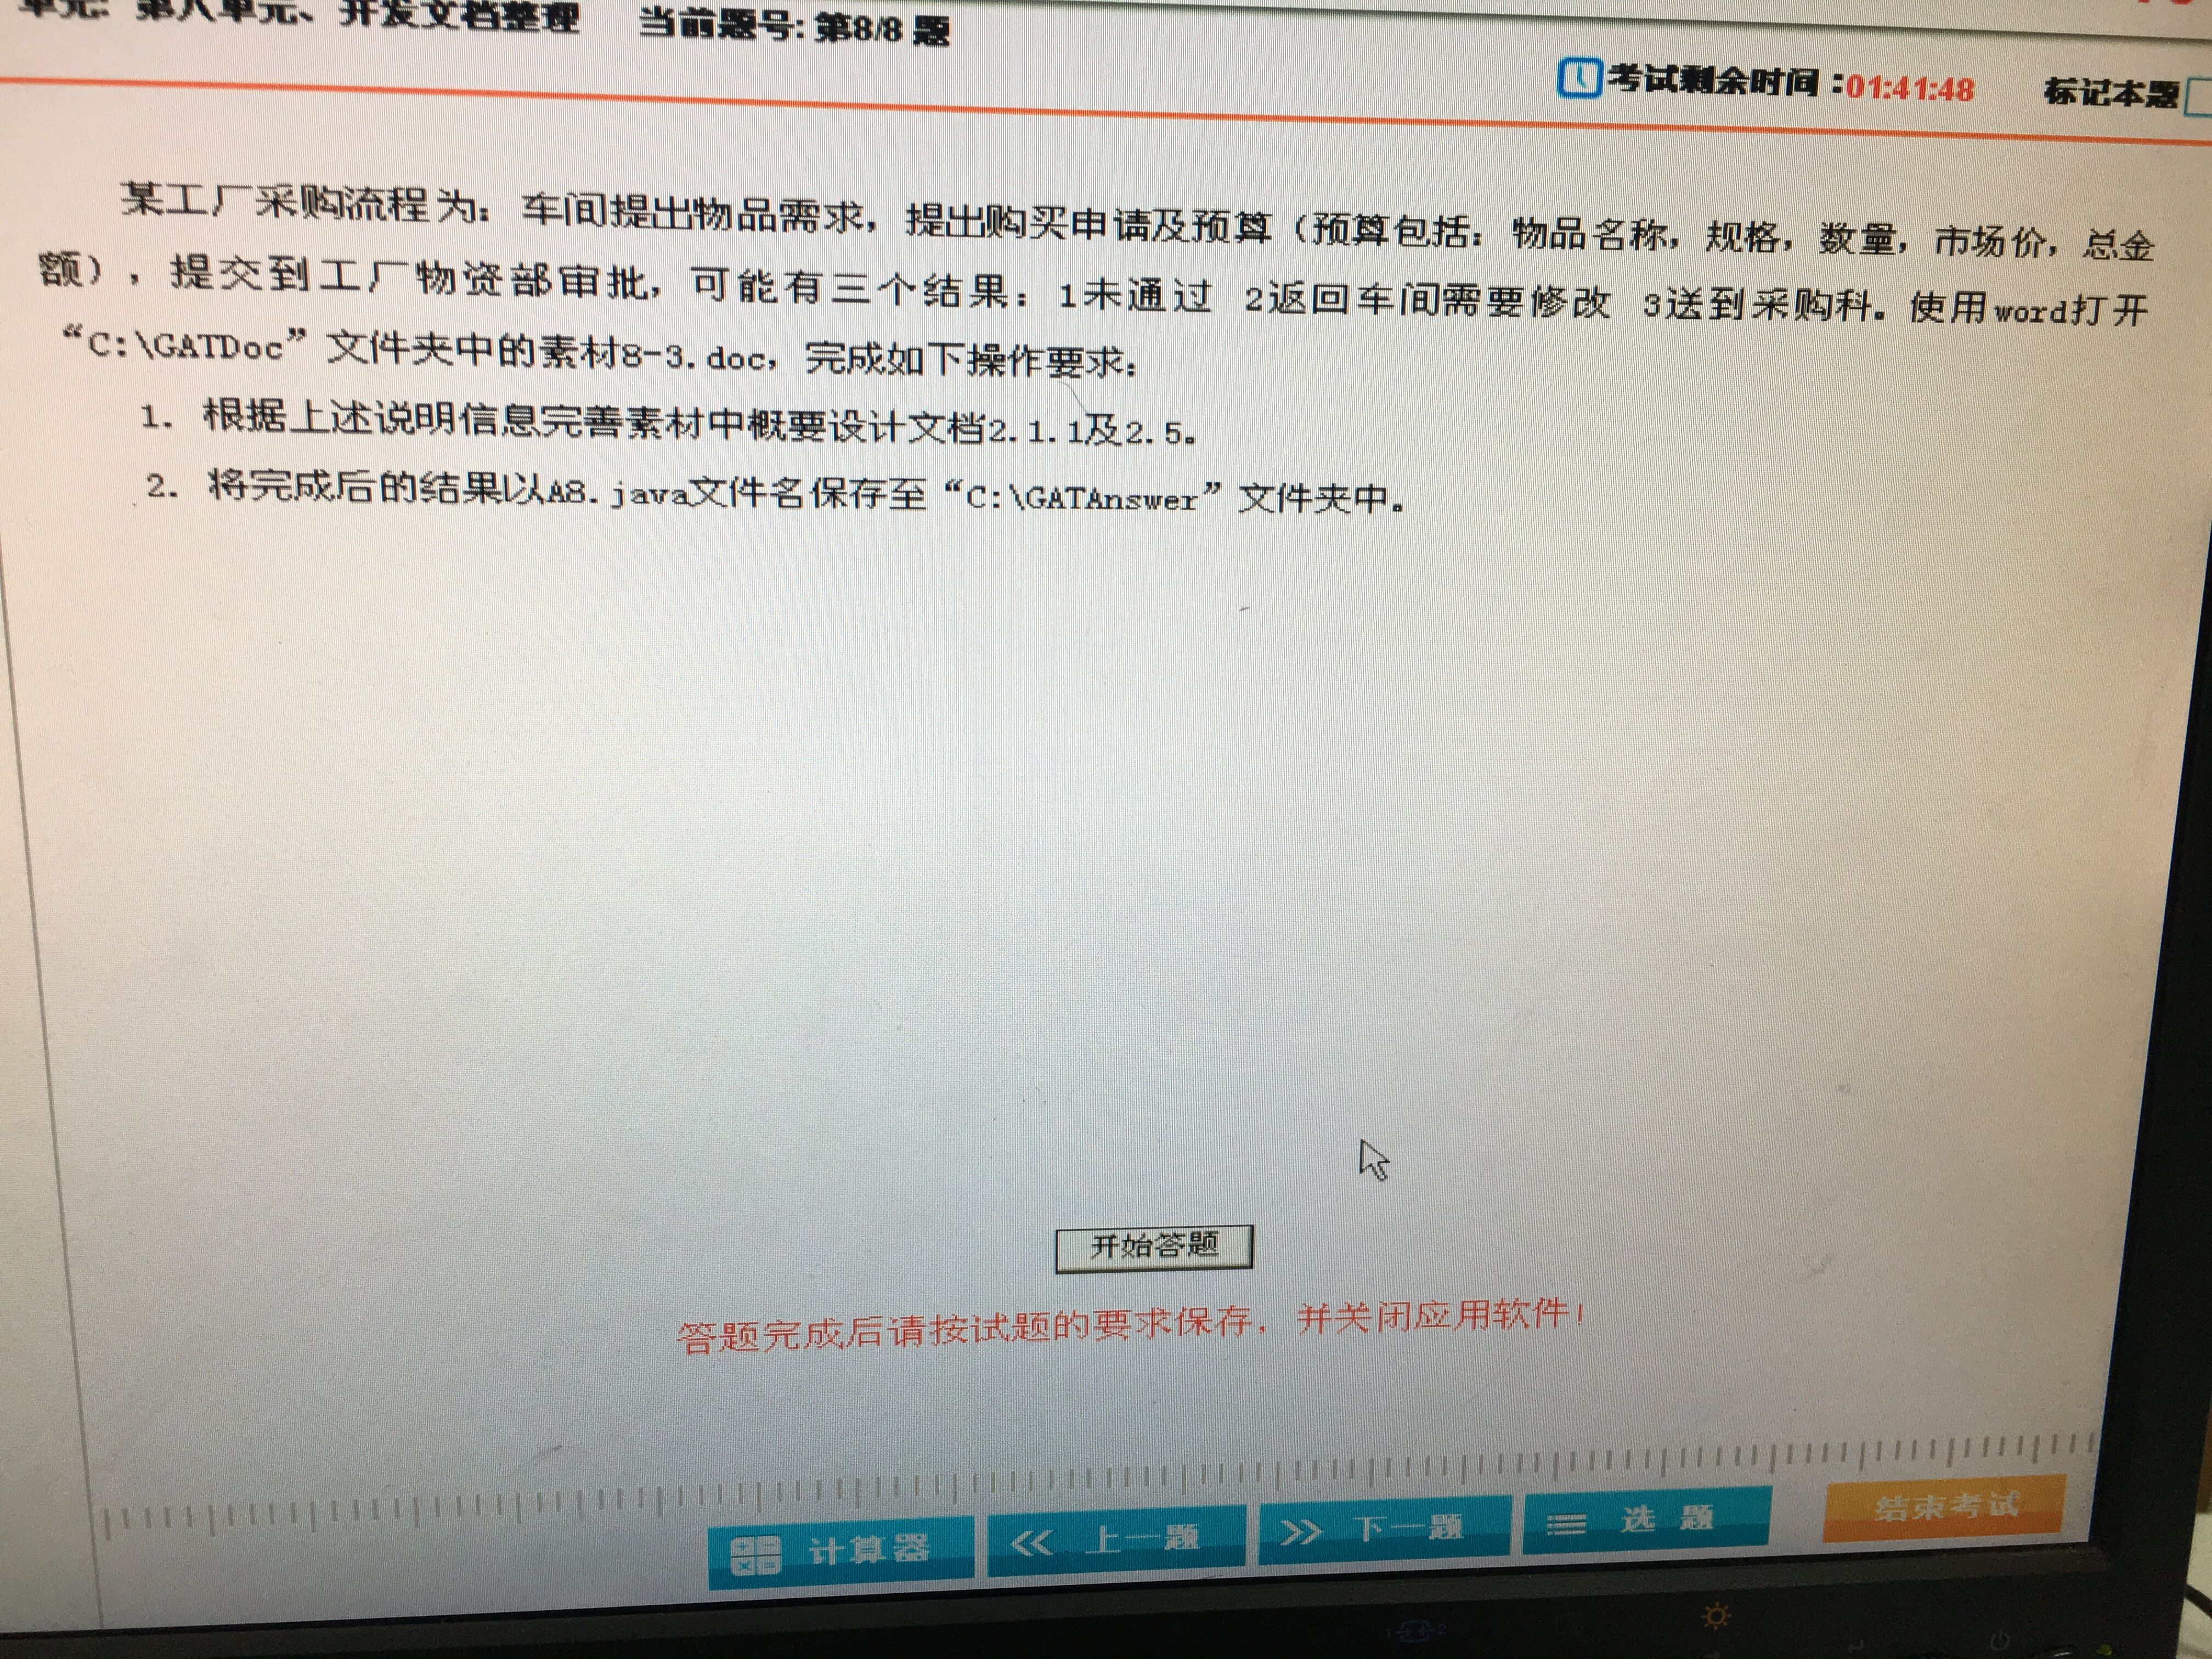 单元: 第八单元、开发文档整理 当前题号: 第8/8 题
考试剩余时间：01:41:48 标记本题
某工厂采购流程为：车间提出物品需求，提出购买申请及预算（预算包括：物品名称，规格，数量，市场价，总金
额），提交到工厂物资部审批，可能有三个结果：1未通过 2返回车间需要修改 3送到采购科。使用word打开
“C:\GATDoc”文件夹中的素材8-3.doc，完成如下操作要求：
1. 根据上述说明信息完善素材中概要设计文档2.1.1及2.5。
2. 将完成后的结果以A8.java文件名保存至“C:\GATAnswer”文件夹中。
开始答题
答题完成后请按试题的要求保存，并关闭应用软件！
计算器 上一题 下一题 选 题 结束考试